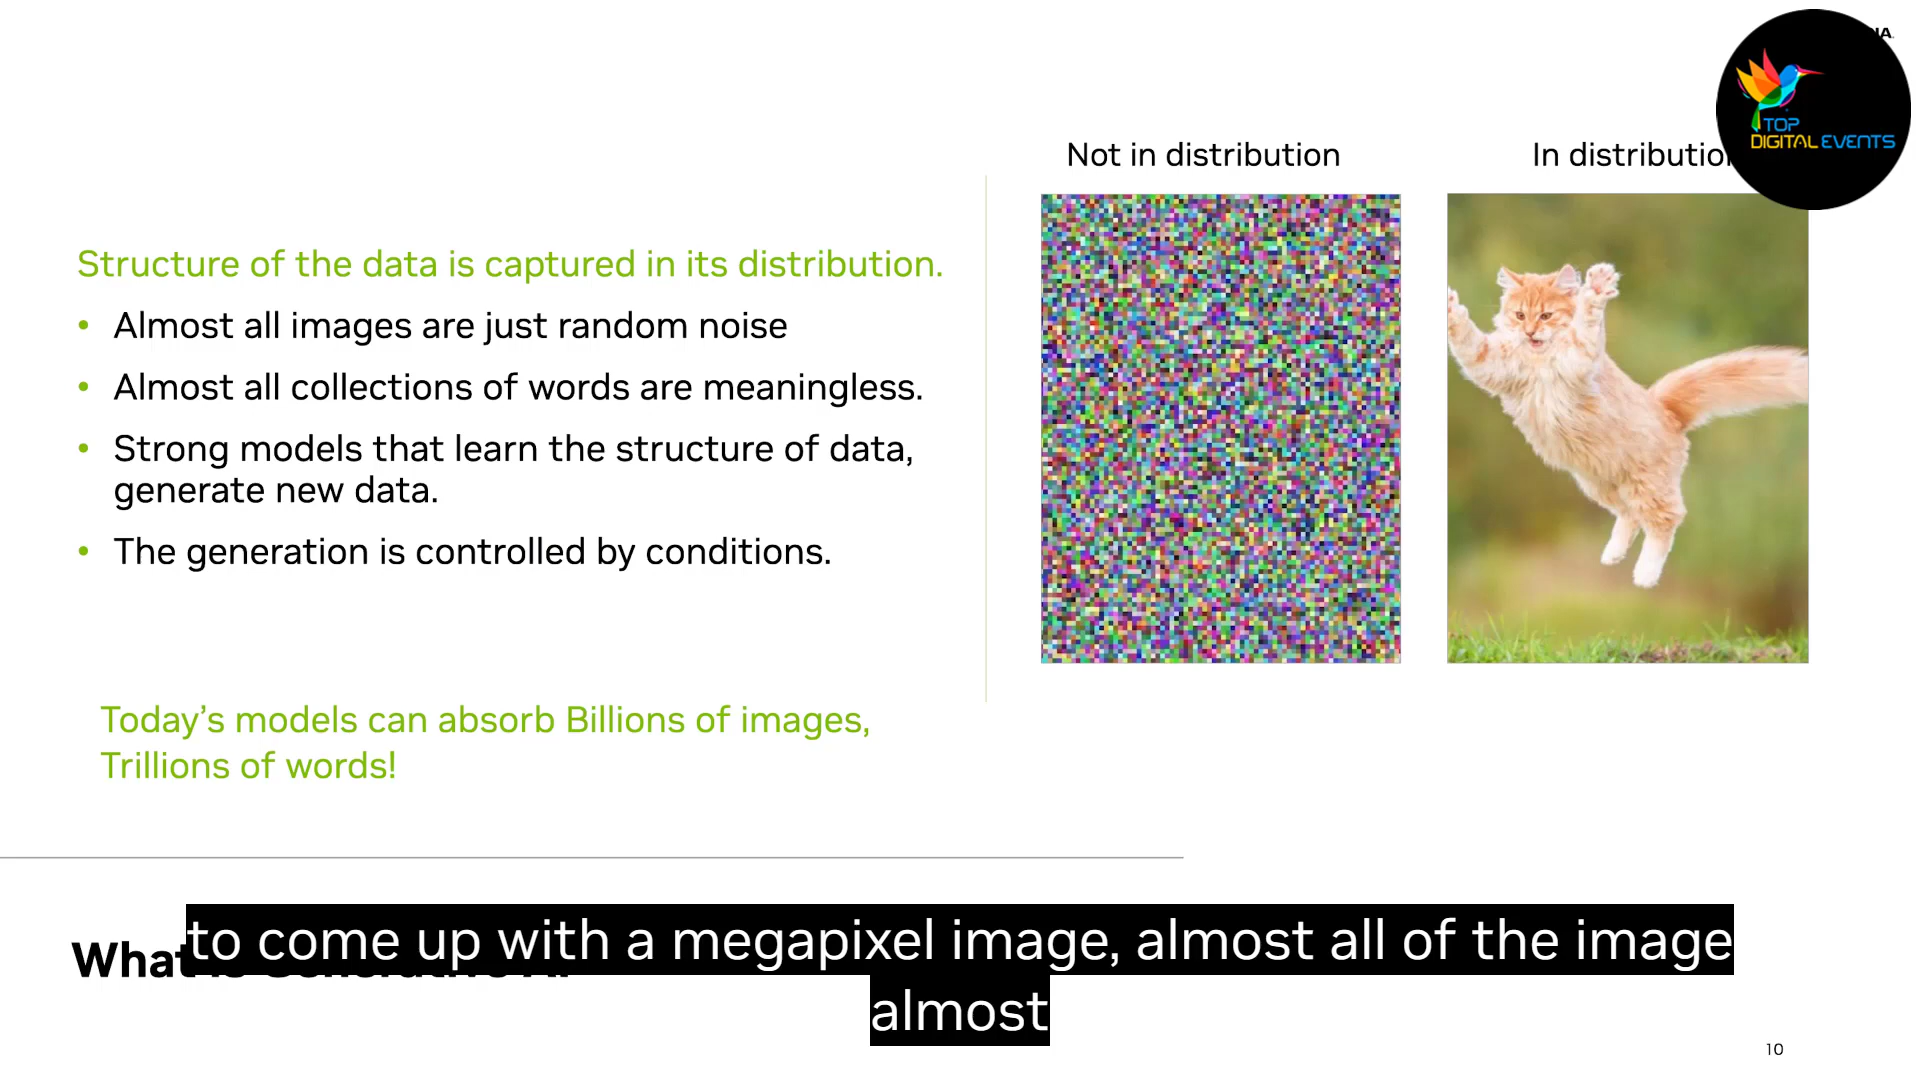 Not in distribution
In distribution
TOP
DIGITAL EVENTS
Structure of the data is captured in its distribution.
• Almost all images are just random noise
• Almost all collections of words are meaningless.
• Strong models that learn the structure of data,
generate new data.
• The generation is controlled by conditions.
Today’s models can absorb Billions of images,
Trillions of words!
What
to come up with a megapixel image, almost all of the image
almost
10